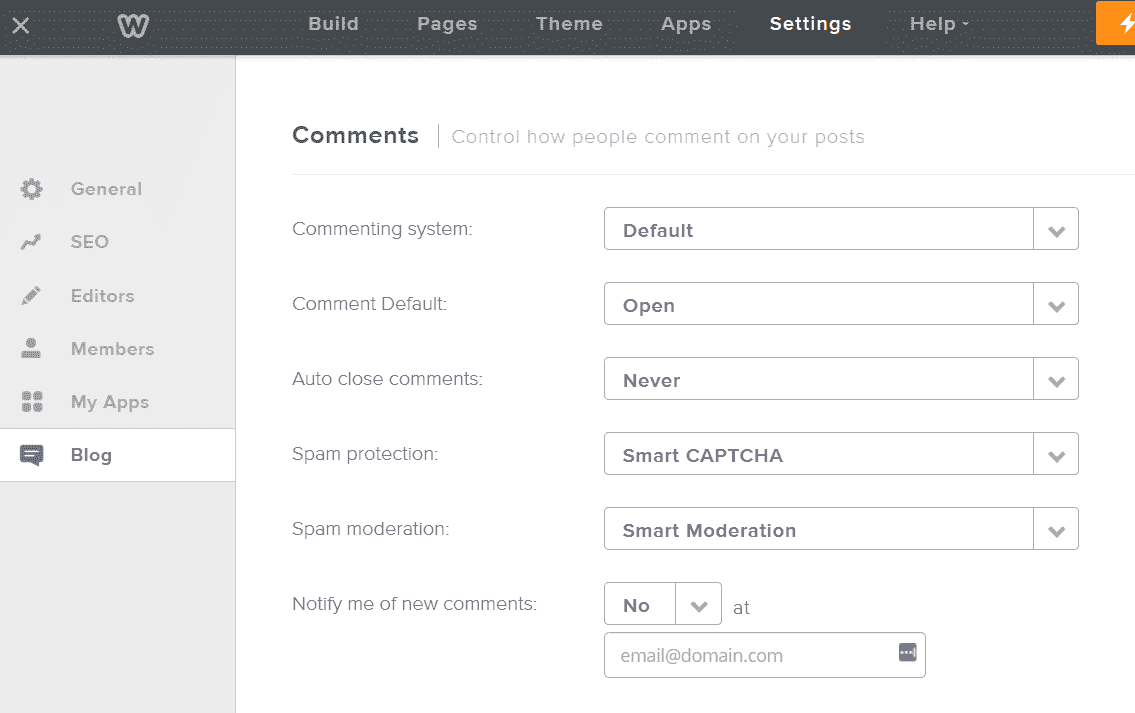 Build Pages Theme Apps Settings Help
Comments Control how people comment on your posts
General
SEO
Editors
Members
My Apps
Blog
Commenting system: Default
Comment Default: Open
Auto close comments: Never
Spam protection: Smart CAPTCHA
Spam moderation: Smart Moderation
Notify me of new comments: No at
email@domain.com